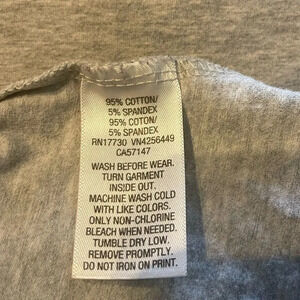 95% COTTON/
5% SPANDEX
95% COTON/
5% SPANDEX
RN17730 VN4256449
CA57147
WASH BEFORE WEAR.
TURN GARMENT
INSIDE OUT.
MACHINE WASH COLD
WITH LIKE COLORS.
ONLY NON-CHLORINE
BLEACH WHEN NEEDED.
TUMBLE DRY LOW.
REMOVE PROMPTLY.
DO NOT IRON ON PRINT.